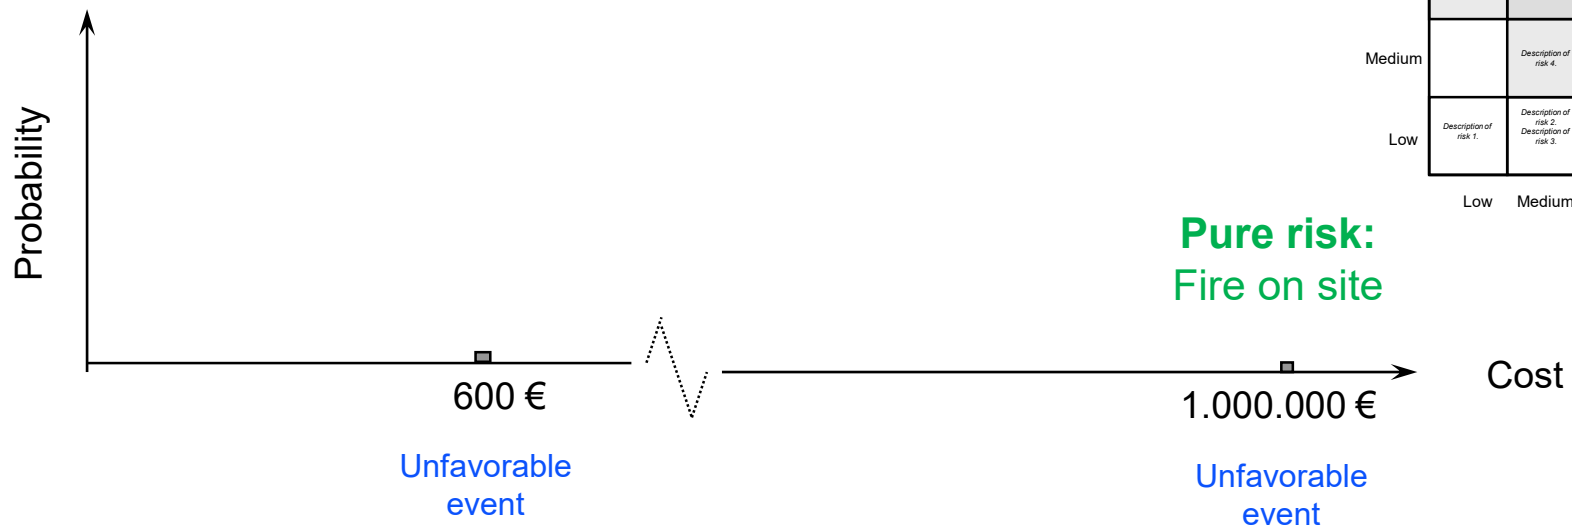 Probability
Medium
Description of
risk 4.
Low
Description of
risk 1.
Description of
risk 2.
Description of
risk 3.
Low Medium
Pure risk:
Fire on site
600 €
1.000.000 €
Cost
Unfavorable
event
Unfavorable
event